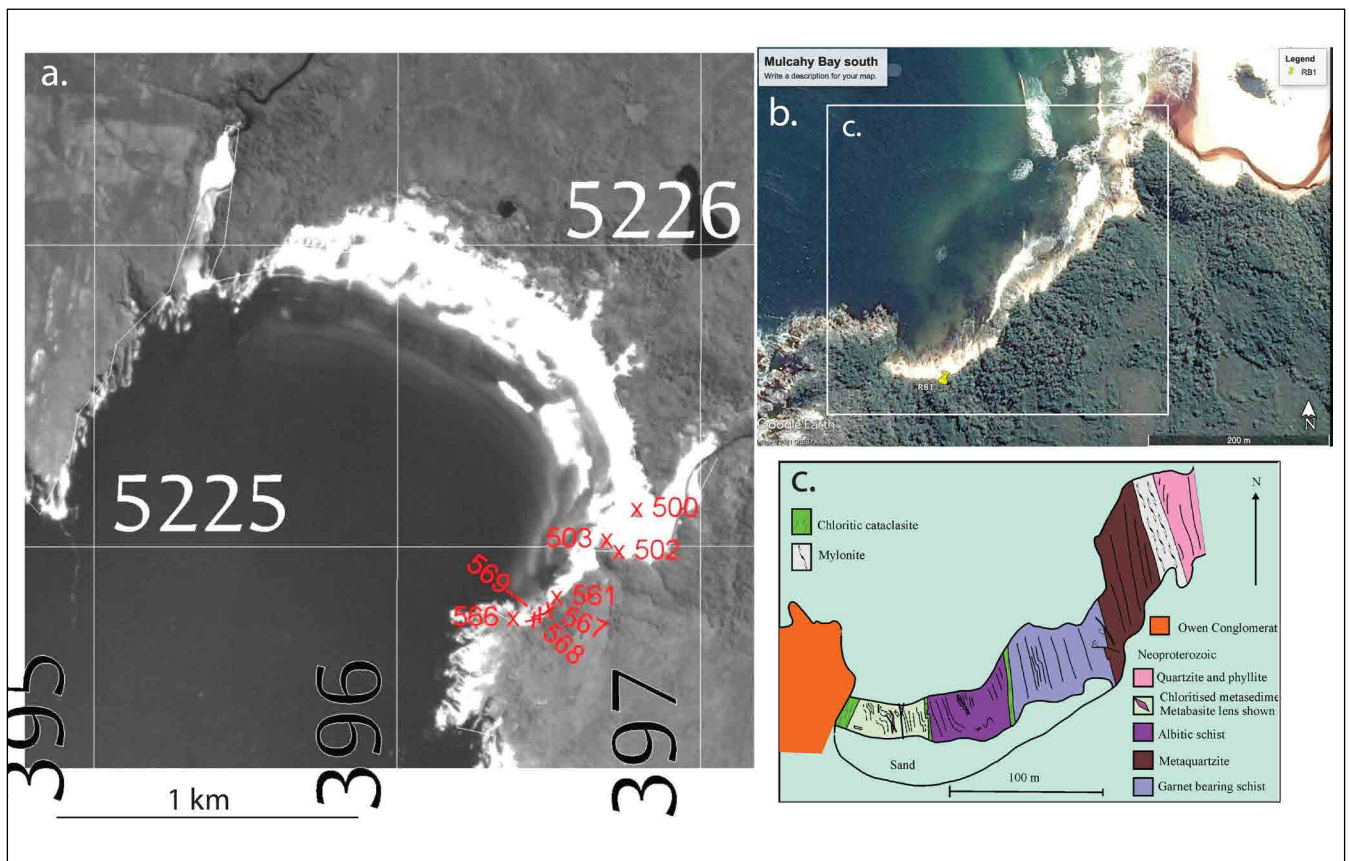 a.
5226
5225
500
503
502
569
561
566
567
568
395
396
397
1 km
Mulcahy Bay south
Write a description for your map.
Legend
RB1
b.
c.
RB1
Google Earth
200 m
N
c.
N
Chloritic cataclasite
Mylonite
Owen Conglomerat
Neoproterozoic
Quartzite and phyllite
Chloritised metasedime
Metabasite lens shown
Albitic schist
Metaquartzite
Garnet bearing schist
Sand
100 m